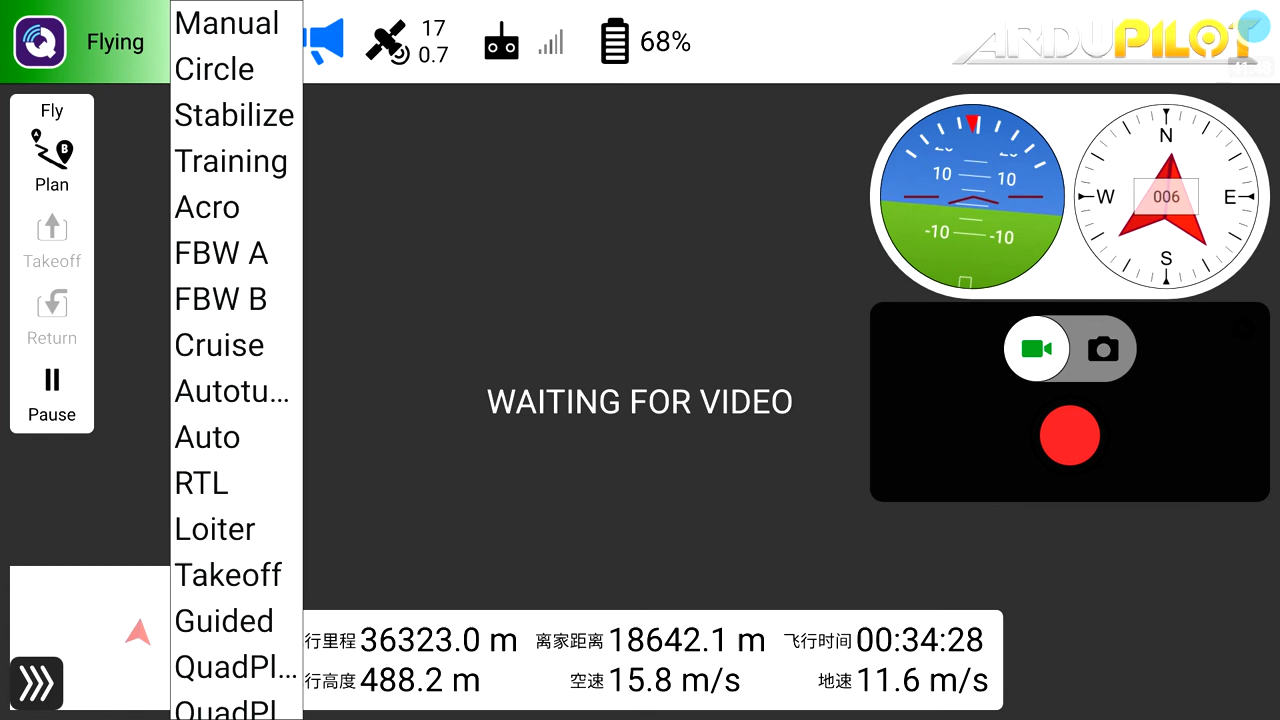 Flying
17
0.7
68%
ARDUPILOT
Manual
Circle
Stabilize
Training
Acro
FBW A
FBW B
Cruise
Autotu...
Auto
RTL
Loiter
Takeoff
Guided
QuadPl...
QuadPl
Fly
Plan
Takeoff
Return
Pause
WAITING FOR VIDEO
10 10
-10 -10
N
W 006 E
S
行里程 36323.0 m 离家距离 18642.1 m 飞行时间 00:34:28
行高度 488.2 m 空速 15.8 m/s 地速 11.6 m/s